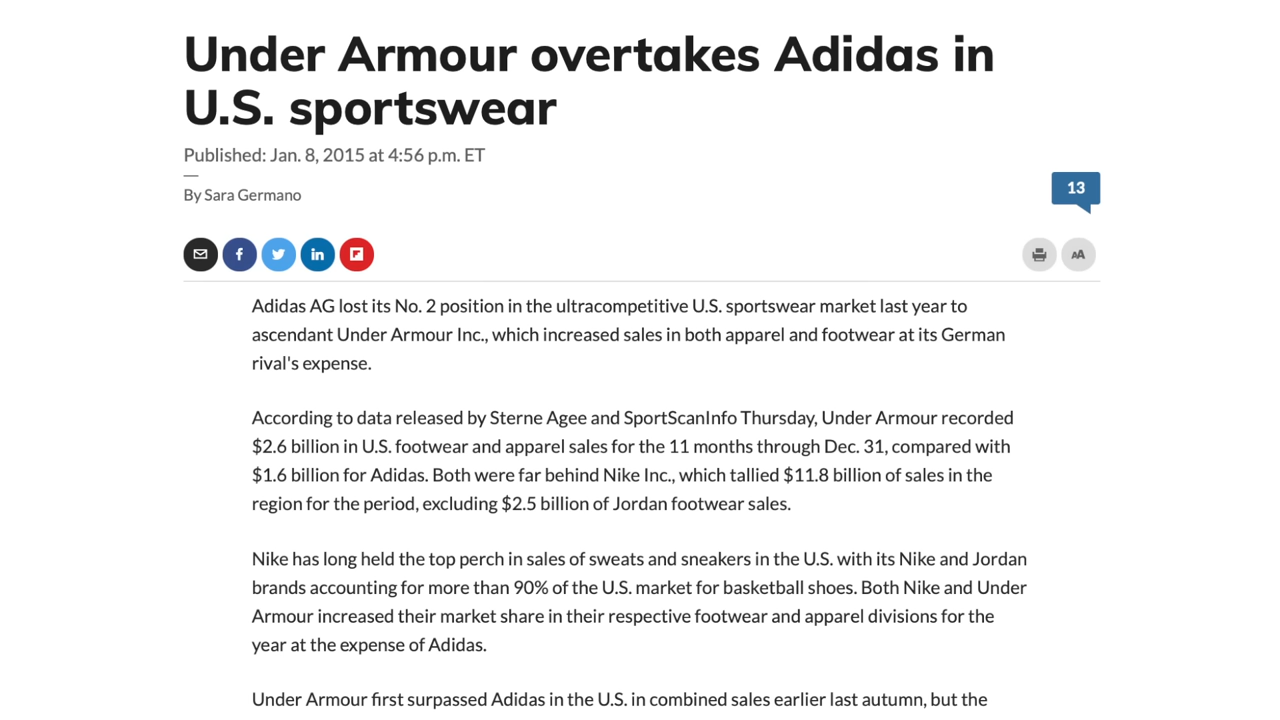 Under Armour overtakes Adidas in
U.S. sportswear
Published: Jan. 8, 2015 at 4:56 p.m. ET
By Sara Germano
13
f
in
AA
Adidas AG lost its No. 2 position in the ultracompetitive U.S. sportswear market last year to
ascendant Under Armour Inc., which increased sales in both apparel and footwear at its German
rival's expense.
According to data released by Sterne Agee and SportScanInfo Thursday, Under Armour recorded
$2.6 billion in U.S. footwear and apparel sales for the 11 months through Dec. 31, compared with
$1.6 billion for Adidas. Both were far behind Nike Inc., which tallied $11.8 billion of sales in the
region for the period, excluding $2.5 billion of Jordan footwear sales.
Nike has long held the top perch in sales of sweats and sneakers in the U.S. with its Nike and Jordan
brands accounting for more than 90% of the U.S. market for basketball shoes. Both Nike and Under
Armour increased their market share in their respective footwear and apparel divisions for the
year at the expense of Adidas.
Under Armour first surpassed Adidas in the U.S. in combined sales earlier last autumn, but the